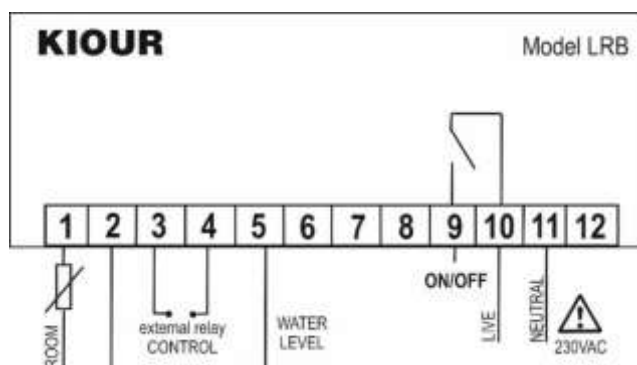 KIOUR
Model LRB
1 2 3 4 5 6 7 8 9 10 11 12
ROOM
external relay
CONTROL
WATER
LEVEL
ON/OFF
LIVE
NEUTRAL
230VAC